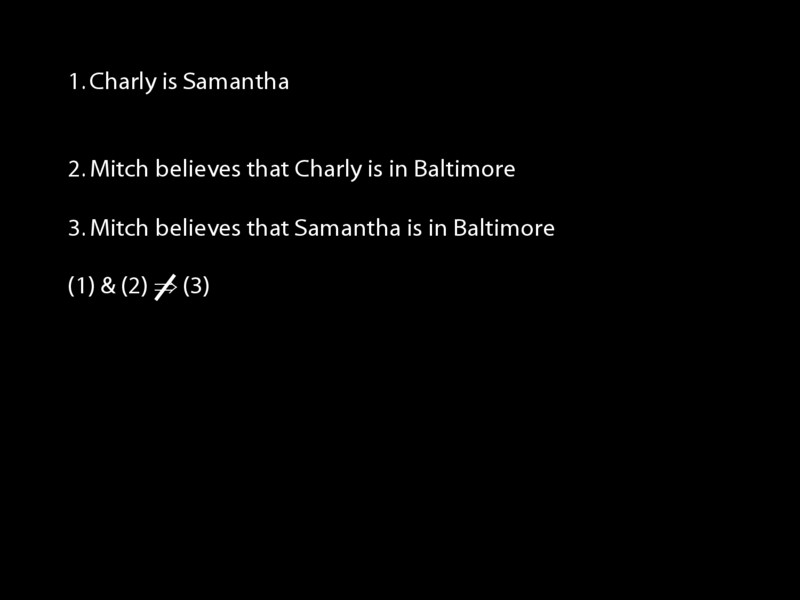 1. Charly is Samantha
2. Mitch believes that Charly is in Baltimore
3. Mitch believes that Samantha is in Baltimore
(1) & (2) ⇏ (3)